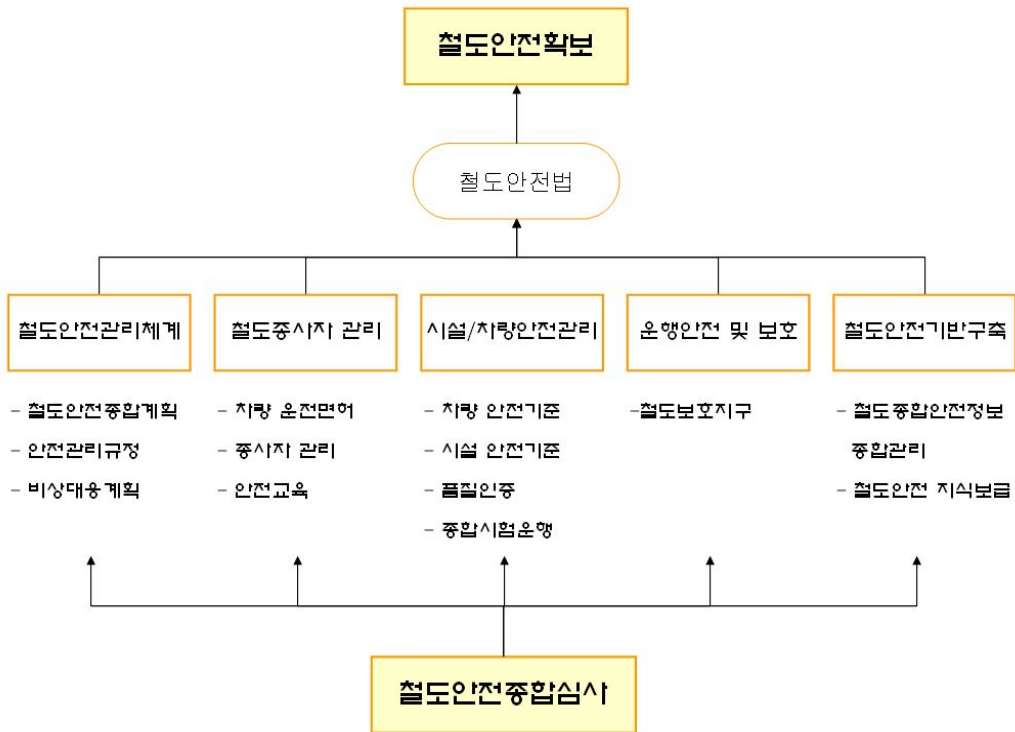 철도안전확보
철도안전법
철도안전관리체계
- 철도안전종합계획
- 안전관리규정
- 비상대응계획
철도종사자 관리
- 차량 운전면허
- 종사자 관리
- 안전교육
시설/차량안전관리
- 차량 안전기준
- 시설 안전기준
- 품질인증
- 종합시험운행
운행안전 및 보호
-철도보호지구
철도안전기반구축
- 철도종합안전정보
종합관리
- 철도안전 지식보급
철도안전종합심사